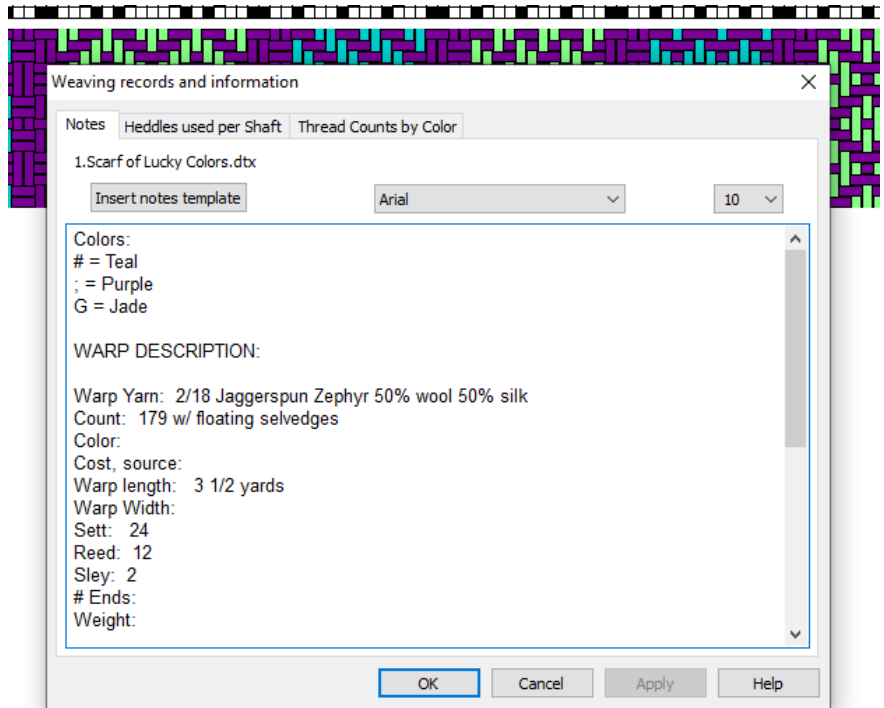 Weaving records and information
Notes Heddles used per Shaft Thread Counts by Color
1.Scarf of Lucky Colors.dtx
Insert notes template Arial 10
Colors:
# = Teal
; = Purple
G = Jade
WARP DESCRIPTION:
Warp Yarn: 2/18 Jaggerspun Zephyr 50% wool 50% silk
Count: 179 w/ floating selvedges
Color:
Cost, source:
Warp length: 3 1/2 yards
Warp Width:
Sett: 24
Reed: 12
Sley: 2
# Ends:
Weight:
OK Cancel Apply Help